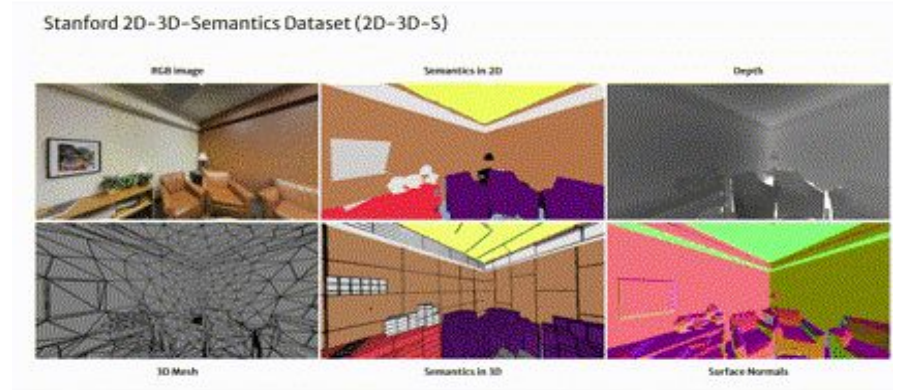 Stanford 2D-3D-Semantics Dataset (2D-3D-S)
RGB Image
Semantics in 2D
Depth
3D Mesh
Semantics in 3D
Surface Normals